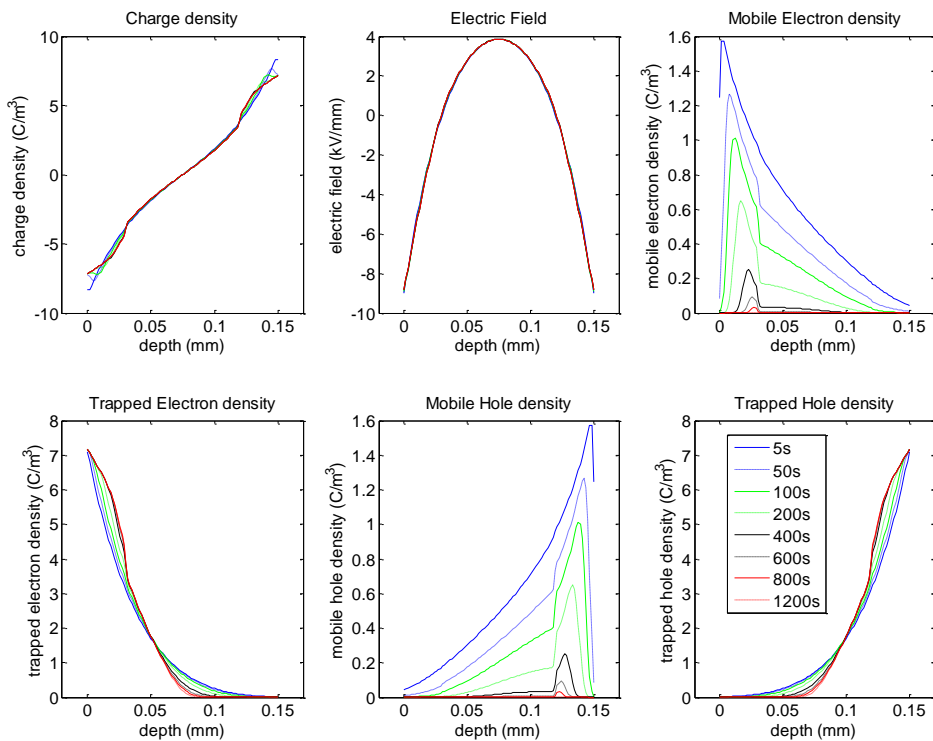 Charge density
Electric Field
Mobile Electron density
10
5
0
-5
-10
charge density (C/m³)
0 0.05 0.1 0.15
depth (mm)
4
2
0
-2
-4
-6
-8
-10
electric field (kV/mm)
0 0.05 0.1 0.15
depth (mm)
1.6
1.4
1.2
1
0.8
0.6
0.4
0.2
0
mobile electron density (C/m³)
0 0.05 0.1 0.15
depth (mm)
Trapped Electron density
Mobile Hole density
Trapped Hole density
8
7
6
5
4
3
2
1
0
trapped electron density (C/m³)
0 0.05 0.1 0.15
depth (mm)
1.6
1.4
1.2
1
0.8
0.6
0.4
0.2
0
mobile hole density (C/m³)
0 0.05 0.1 0.15
depth (mm)
8
7
6
5
4
3
2
1
0
trapped hole density (C/m³)
5s
50s
100s
200s
400s
600s
800s
1200s
0 0.05 0.1 0.15
depth (mm)